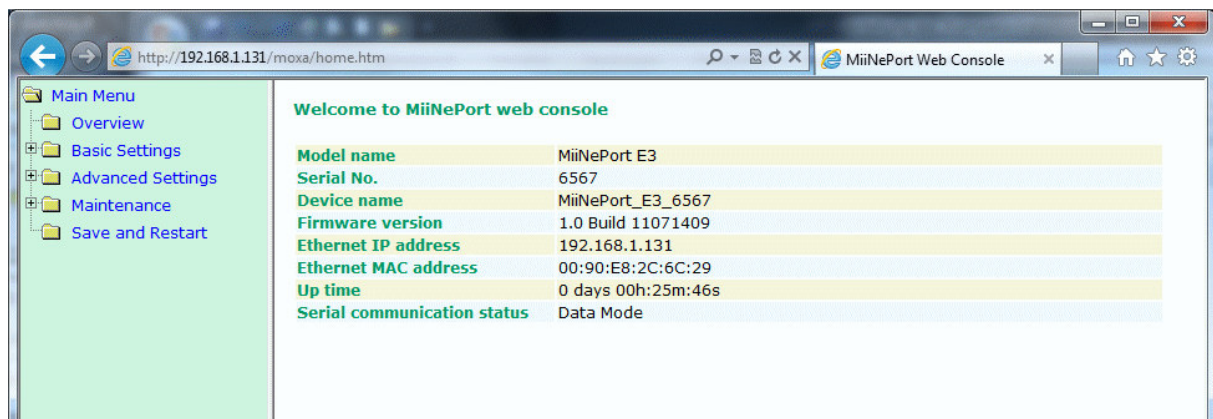 http://192.168.1.131/moxa/home.htm
MiiNePort Web Console
Main Menu
Overview
Basic Settings
Advanced Settings
Maintenance
Save and Restart
Welcome to MiiNePort web console
Model name MiiNePort E3
Serial No. 6567
Device name MiiNePort_E3_6567
Firmware version 1.0 Build 11071409
Ethernet IP address 192.168.1.131
Ethernet MAC address 00:90:E8:2C:6C:29
Up time 0 days 00h:25m:46s
Serial communication status Data Mode